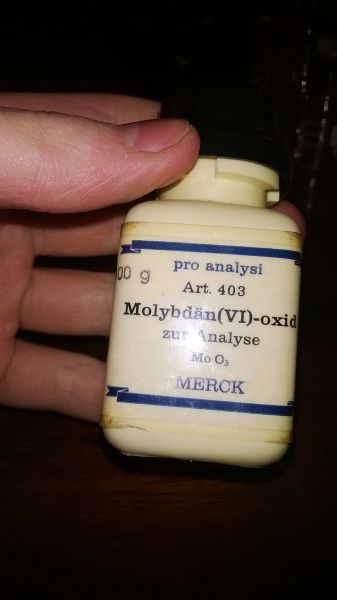 pro analysi
00 g
Art. 403
Molybdän(VI)-oxid
zur Analyse
Mo O₃
MERCK